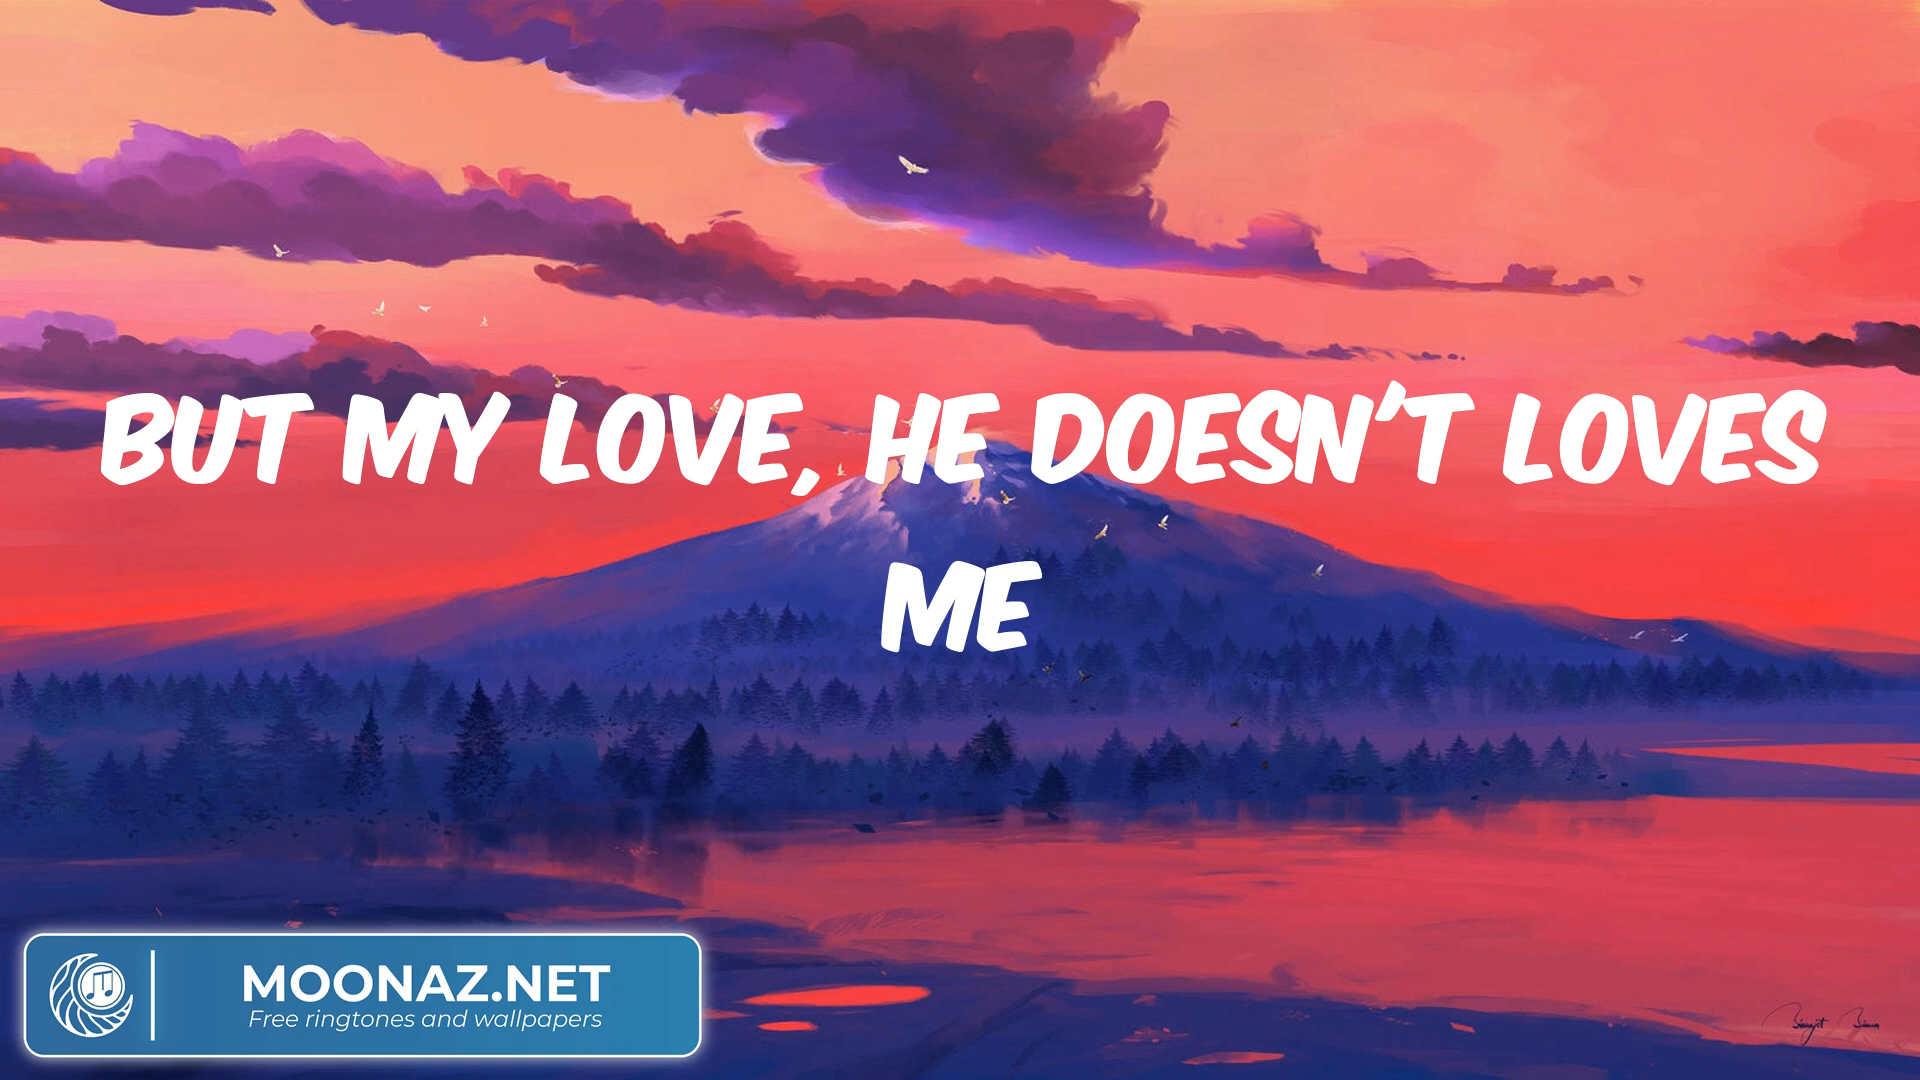 BUT MY LOVE, HE DOESN'T LOVES
ME
MOONAZ.NET
Free ringtones and wallpapers